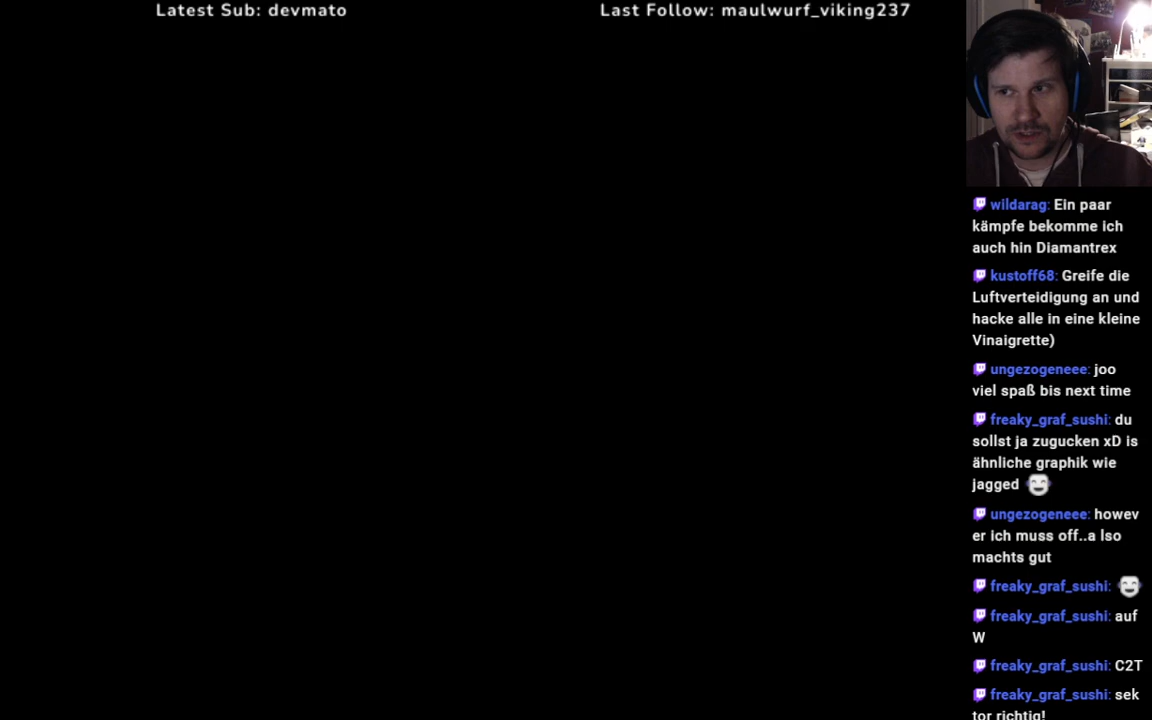 Latest Sub: devmato
Last Follow: maulwurf_viking237
wildarag: Ein paar
kämpfe bekomme ich
auch hin Diamantrex
kustoff68: Greife die
Luftverteidigung an und
hacke alle in eine kleine
Vinaigrette)
ungezogeneee: joo
viel spaß bis next time
freaky_graf_sushi: du
sollst ja zugucken xD is
ähnliche graphik wie
jagged
ungezogeneee: howev
er ich muss off..a lso
machts gut
freaky_graf_sushi:
freaky_graf_sushi: auf
W
freaky_graf_sushi: C2T
freaky_graf_sushi: sek
tor richtig!